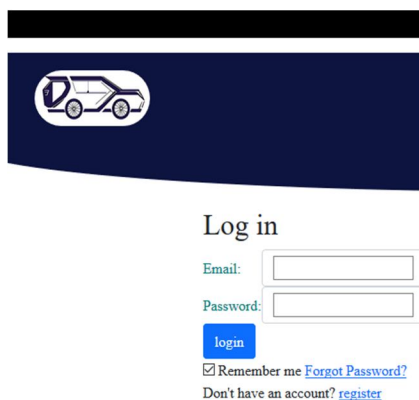 Log in
Email:
Password:
login
Remember me Forgot Password?
Don't have an account? register